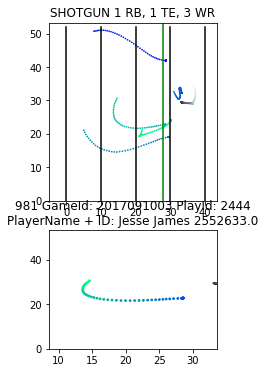 SHOTGUN 1 RB, 1 TE, 3 WR
50
40
30
20
10
0
0 10 20 30 40
981 GameId: 2017091003 PlayId: 2444
PlayerName + ID: Jesse James 2552633.0
40
20
0
10 15 20 25 30